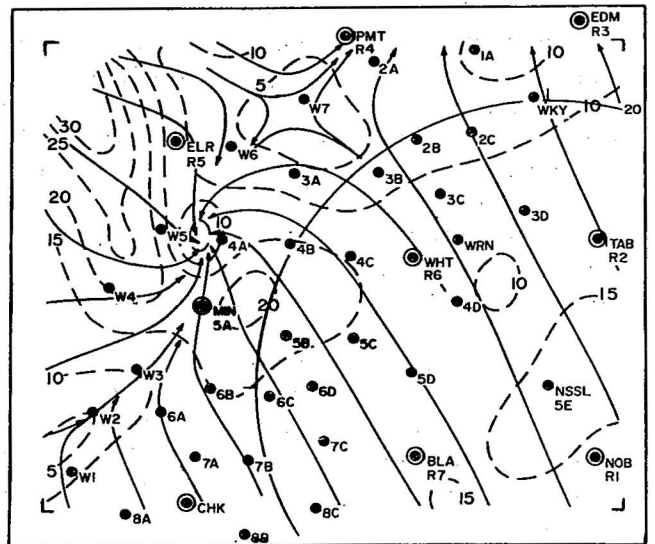 EDM
R3
PMT
R4
10
1A
10
2A
5
W7
WKY
10
20
30
25
ELR
R5
W6
2B
2C
3A
3B
3C
3D
20
15
W5
10
4A
4B
4C
WRN
WHT
R6
TAB
R2
W4
4D
10
15
MIN
5A
20
5B
5C
10
W3
5D
6B
6D
6C
NSSL
5E
W2
6A
7C
5
W1
7A
7B
BLA
R7
NOB
R1
15
CHK
8A
8B
8C